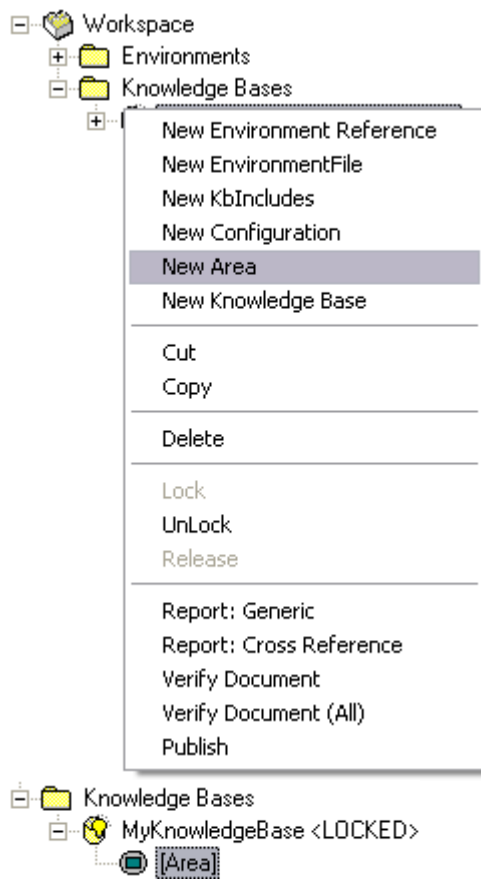 Workspace
Environments
Knowledge Bases
New Environment Reference
New EnvironmentFile
New KbIncludes
New Configuration
New Area
New Knowledge Base
Cut
Copy
Delete
Lock
UnLock
Release
Report: Generic
Report: Cross Reference
Verify Document
Verify Document (All)
Publish
Knowledge Bases
MyKnowledgeBase <LOCKED>
[Area]